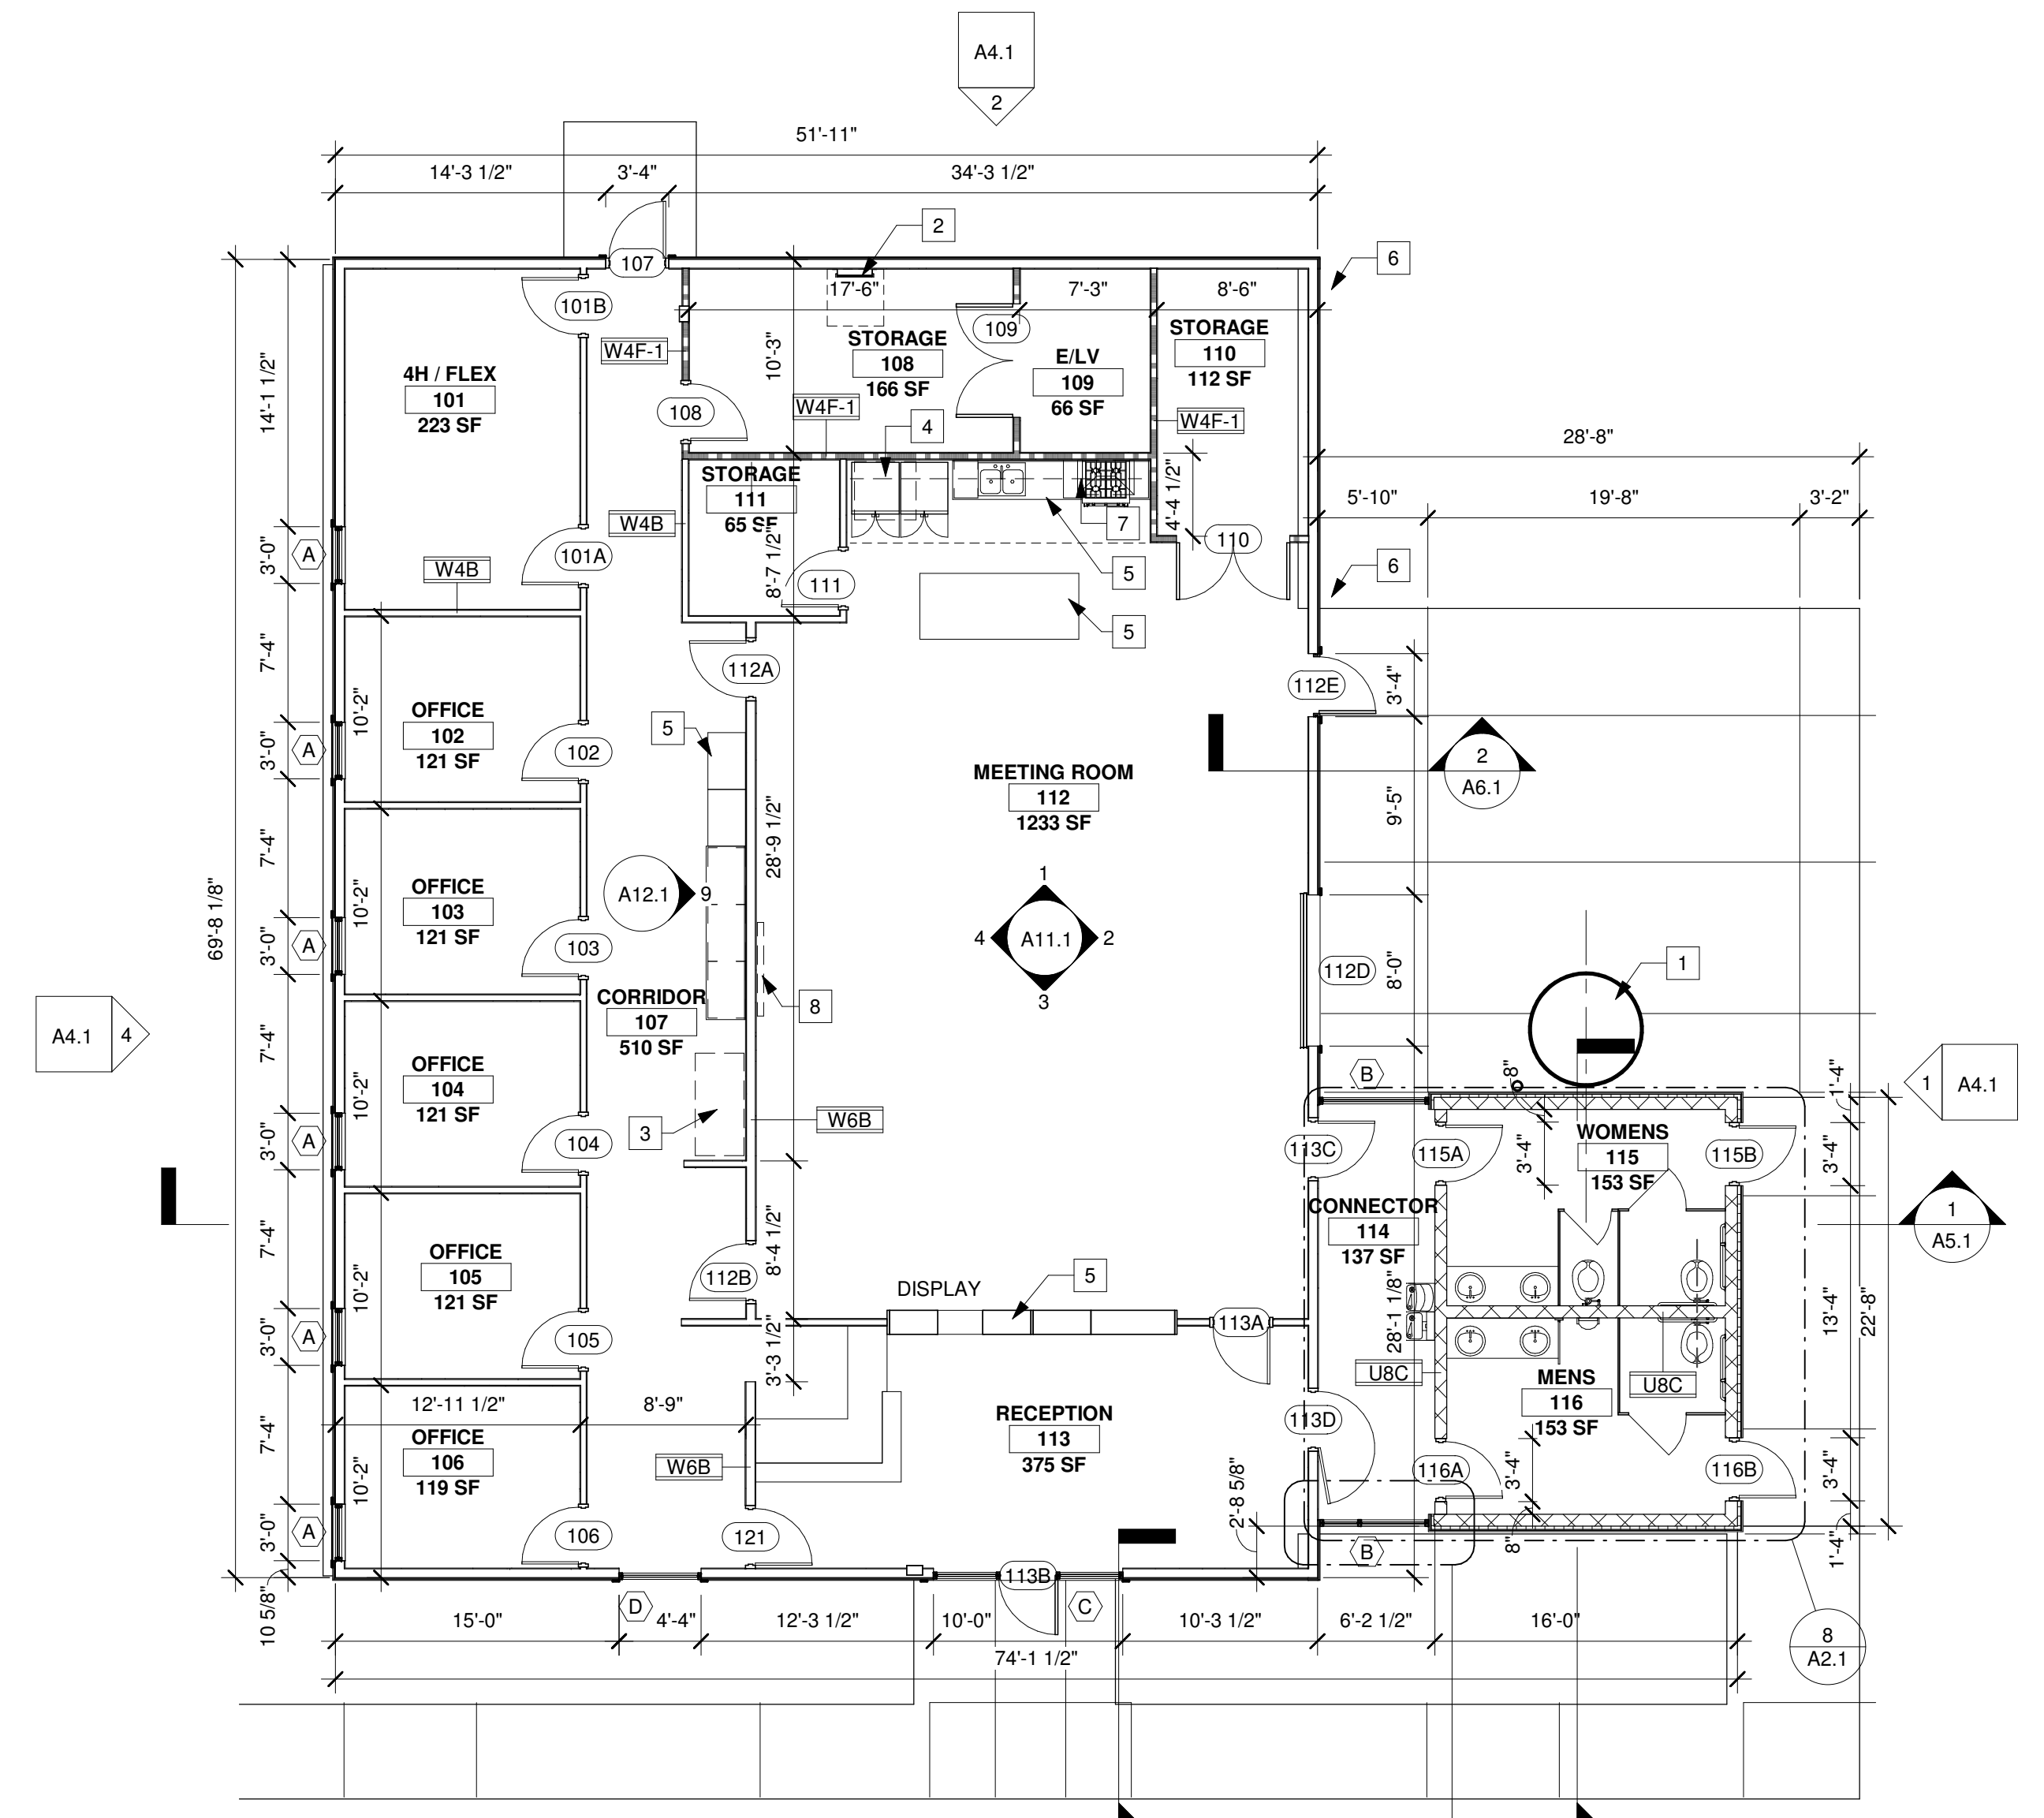 A4.1
2
51'-11"
14'-3 1/2"
3'-4"
34'-3 1/2"
2
6
107
101B
17'-6"
7'-3"
8'-6"
109
STORAGE
110
112 SF
W4F-1
10'-3"
STORAGE
108
166 SF
E/LV
109
66 SF
4H / FLEX
101
223 SF
14'-1 1/2"
108
W4F-1
4
W4F-1
28'-8"
STORAGE
111
65 SF
W4B
4'-4 1/2"
7
5'-10"
19'-8"
3'-2"
110
A
3'-0"
101A
W4B
8'-7 1/2"
111
5
6
5
7'-4"
112A
112E
3'-4"
10'-2"
OFFICE
102
121 SF
5
A
3'-0"
102
MEETING ROOM
112
1233 SF
2
A6.1
9'-5"
28'-9 1/2"
7'-4"
69'-8 1/8"
10'-2"
OFFICE
103
121 SF
A12.1
9
1
4
A11.1
2
3
A
3'-0"
103
112D
8'-0"
1
CORRIDOR
107
510 SF
8
A4.1
4
7'-4"
10'-2"
OFFICE
104
121 SF
B
8"
1'-4"
1
A4.1
3
W6B
A
3'-0"
104
113C
115A
3'-4"
WOMENS
115
153 SF
115B
3'-4"
CONNECTOR
114
137 SF
1
A5.1
7'-4"
10'-2"
OFFICE
105
121 SF
112B
8'-4 1/2"
DISPLAY
5
28'-1 1/8"
13'-4"
22'-8"
A
3'-0"
105
113A
3'-3 1/2"
U8C
MENS
116
153 SF
U8C
12'-11 1/2"
8'-9"
RECEPTION
113
375 SF
113D
7'-4"
10'-2"
OFFICE
106
119 SF
W6B
2'-8 5/8"
116A
3'-4"
116B
3'-4"
A
3'-0"
106
121
B
8"
1'-4"
10 5/8"
113B
15'-0"
D
4'-4"
12'-3 1/2"
10'-0"
C
10'-3 1/2"
6'-2 1/2"
16'-0"
8
A2.1
74'-1 1/2"